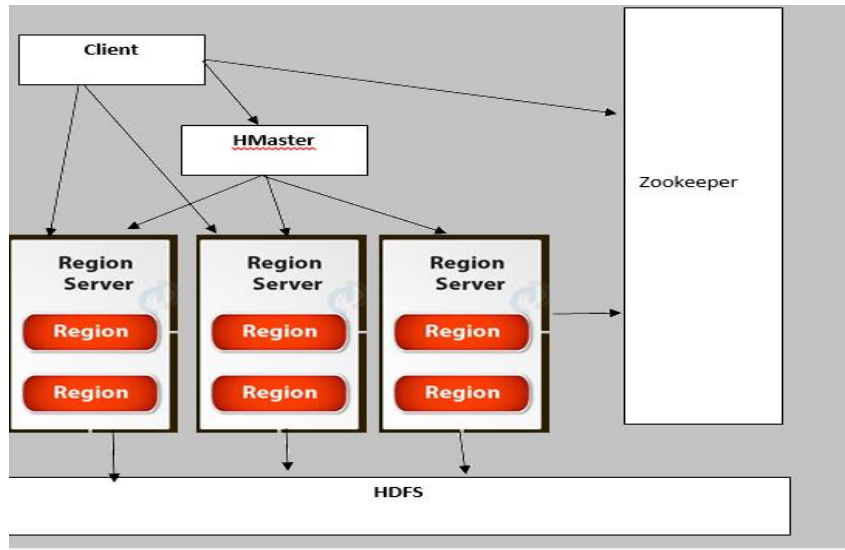 Client
HMaster
Zookeeper
Region
Server
Region
Region
Region
Server
Region
Region
Region
Server
Region
Region
HDFS